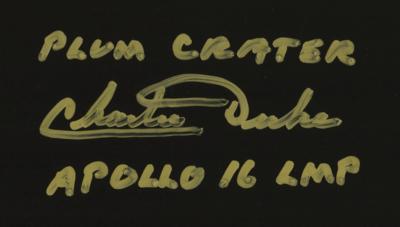 PLUM CRATER
Charlie Duke
APOLLO 16 LMP